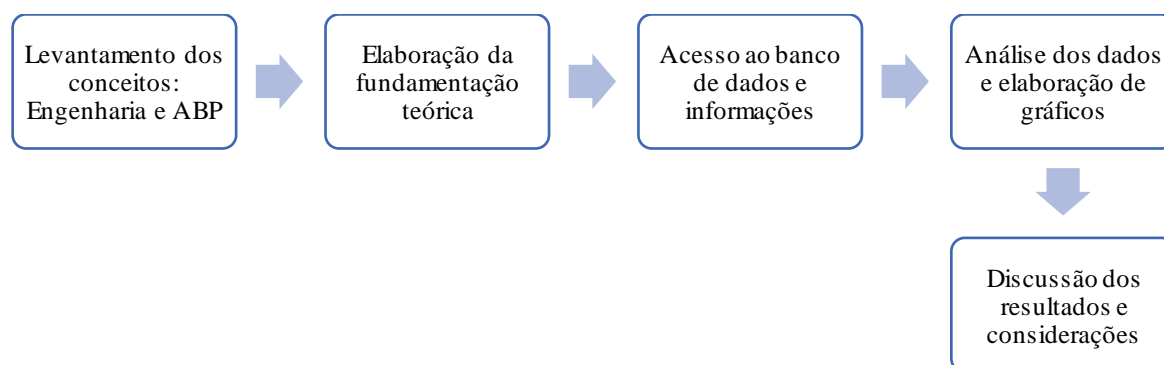 Levantamento dos
conceitos:
Engenharia e ABP
Elaboração da
fundamentação
teórica
Acesso ao banco
de dados e
informações
Análise dos dados
e elaboração de
gráficos
Discussão dos
resultados e
considerações